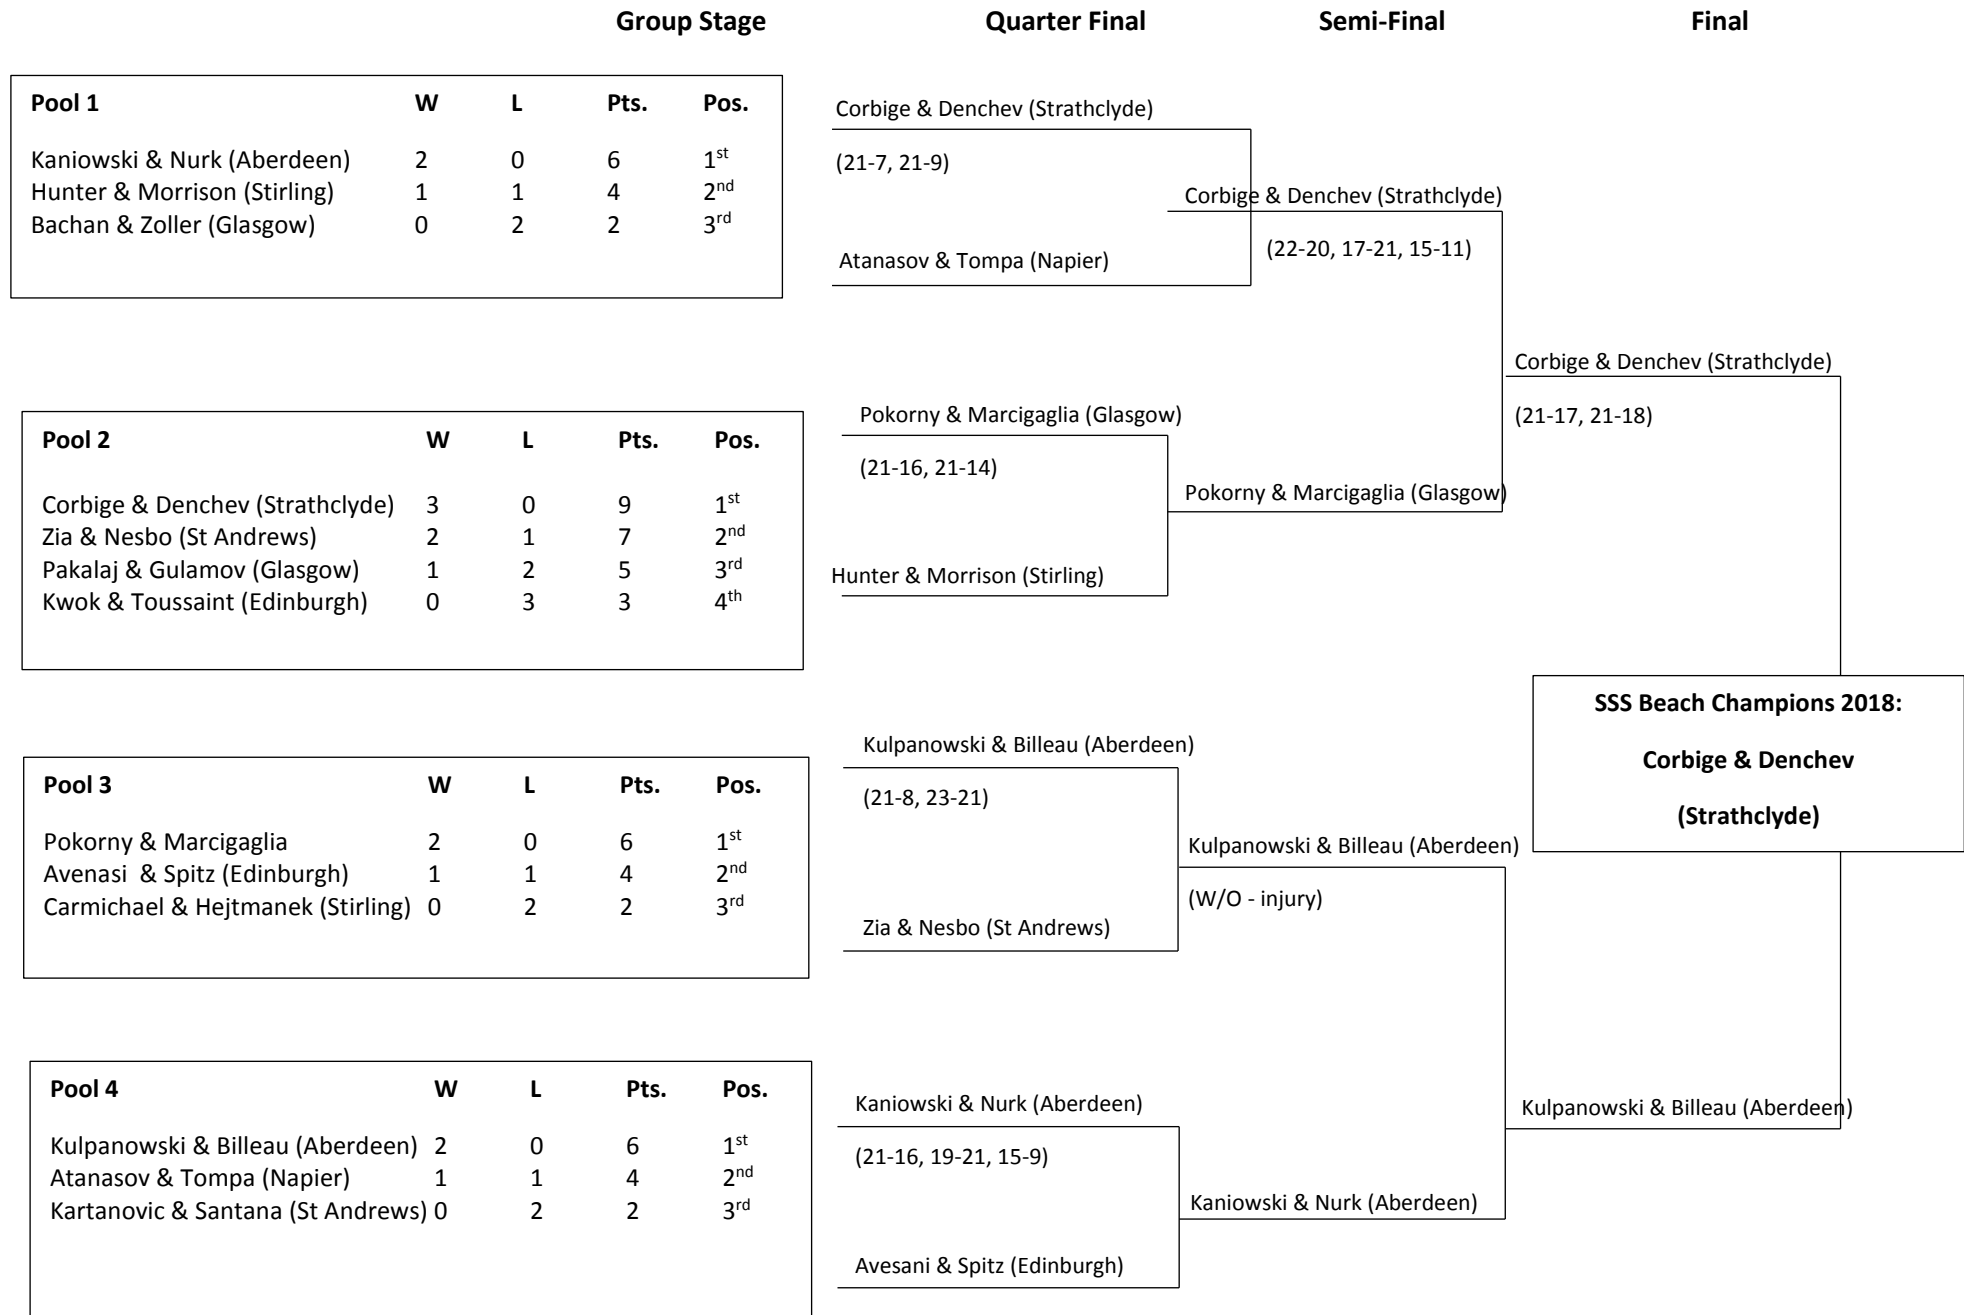 Group Stage Quarter Final Semi-Final Final
Pool 1 W L Pts. Pos.
Kaniowski & Nurk (Aberdeen) 2 0 6 1st
Hunter & Morrison (Stirling) 1 1 4 2nd
Bachan & Zoller (Glasgow) 0 2 2 3rd
Pool 2 W L Pts. Pos.
Corbige & Denchev (Strathclyde) 3 0 9 1st
Zia & Nesbo (St Andrews) 2 1 7 2nd
Pakalaj & Gulamov (Glasgow) 1 2 5 3rd
Kwok & Toussaint (Edinburgh) 0 3 3 4th
Pool 3 W L Pts. Pos.
Pokorny & Marcigaglia 2 0 6 1st
Avenasi & Spitz (Edinburgh) 1 1 4 2nd
Carmichael & Hejtmanek (Stirling) 0 2 2 3rd
Pool 4 W L Pts. Pos.
Kulpanowski & Billeau (Aberdeen) 2 0 6 1st
Atanasov & Tompa (Napier) 1 1 4 2nd
Kartanovic & Santana (St Andrews) 0 2 2 3rd
Corbige & Denchev (Strathclyde)
(21-7, 21-9)
Atanasov & Tompa (Napier)
Pokorny & Marcigaglia (Glasgow)
(21-16, 21-14)
Hunter & Morrison (Stirling)
Kulpanowski & Billeau (Aberdeen)
(21-8, 23-21)
Zia & Nesbo (St Andrews)
Kaniowski & Nurk (Aberdeen)
(21-16, 19-21, 15-9)
Avesani & Spitz (Edinburgh)
Corbige & Denchev (Strathclyde)
(22-20, 17-21, 15-11)
Pokorny & Marcigaglia (Glasgow)
Kulpanowski & Billeau (Aberdeen)
(W/O - injury)
Kaniowski & Nurk (Aberdeen)
Corbige & Denchev (Strathclyde)
(21-17, 21-18)
Kulpanowski & Billeau (Aberdeen)
SSS Beach Champions 2018:
Corbige & Denchev
(Strathclyde)